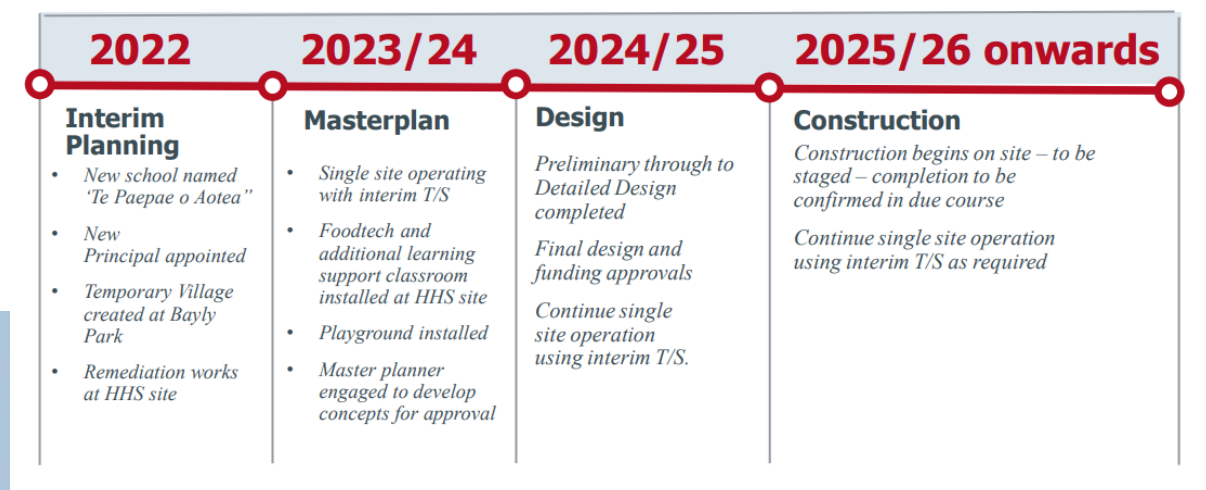 2022
Interim
Planning
• New school named
‘Te Paepae o Aotea”
• New
Principal appointed
• Temporary Village
created at Bayly
Park
• Remediation works
at HHS site
2023/24
Masterplan
• Single site operating
with interim T/S
• Foodtech and
additional learning
support classroom
installed at HHS site
• Playground installed
• Master planner
engaged to develop
concepts for approval
2024/25
Design
Preliminary through to
Detailed Design
completed
Final design and
funding approvals
Continue single
site operation
using interim T/S.
2025/26 onwards
Construction
Construction begins on site – to be
staged – completion to be
confirmed in due course
Continue single site operation
using interim T/S as required